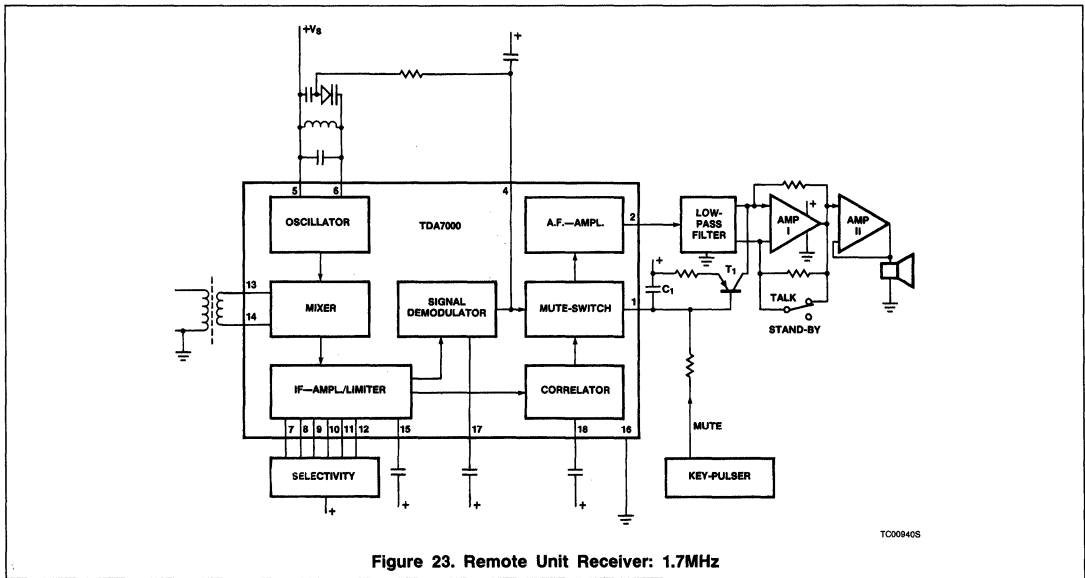 +VS
+
5
6
4
OSCILLATOR
TDA7000
A.F.—AMPL.
2
LOW-
PASS
FILTER
AMP
I
+
AMP
II
13
14
MIXER
SIGNAL
DEMODULATOR
MUTE-SWITCH
1
+
C1
T1
TALK
STAND-BY
IF—AMPL./LIMITER
CORRELATOR
7
8
9
10
11
12
15
17
18
16
MUTE
SELECTIVITY
+
+
+
+
KEY-PULSER
TC00940S
Figure 23. Remote Unit Receiver: 1.7MHz